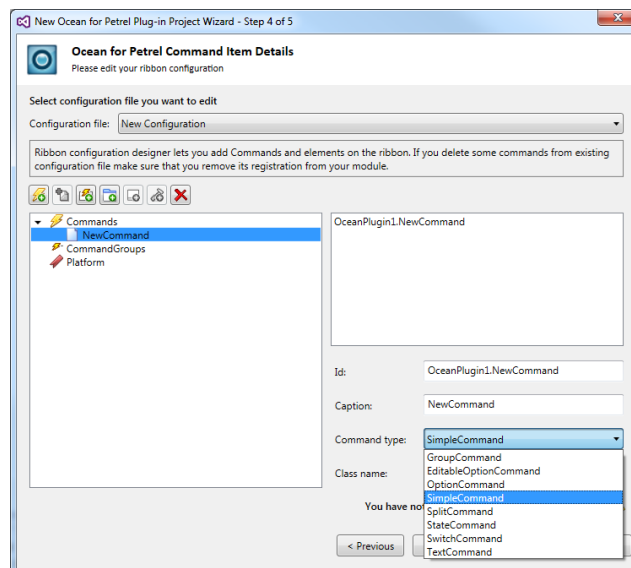 New Ocean for Petrel Plug-in Project Wizard - Step 4 of 5
Ocean for Petrel Command Item Details
Please edit your ribbon configuration
Select configuration file you want to edit
Configuration file: New Configuration
Ribbon configuration designer lets you add Commands and elements on the ribbon. If you delete some commands from existing
configuration file make sure that you remove its registration from your module.
Commands
NewCommand
CommandGroups
Platform
OceanPlugin1.NewCommand
Id: OceanPlugin1.NewCommand
Caption: NewCommand
Command type: SimpleCommand
GroupCommand
EditableOptionCommand
OptionCommand
Class name:
SimpleCommand
You have no
SplitCommand
StateCommand
SwitchCommand
< Previous
TextCommand